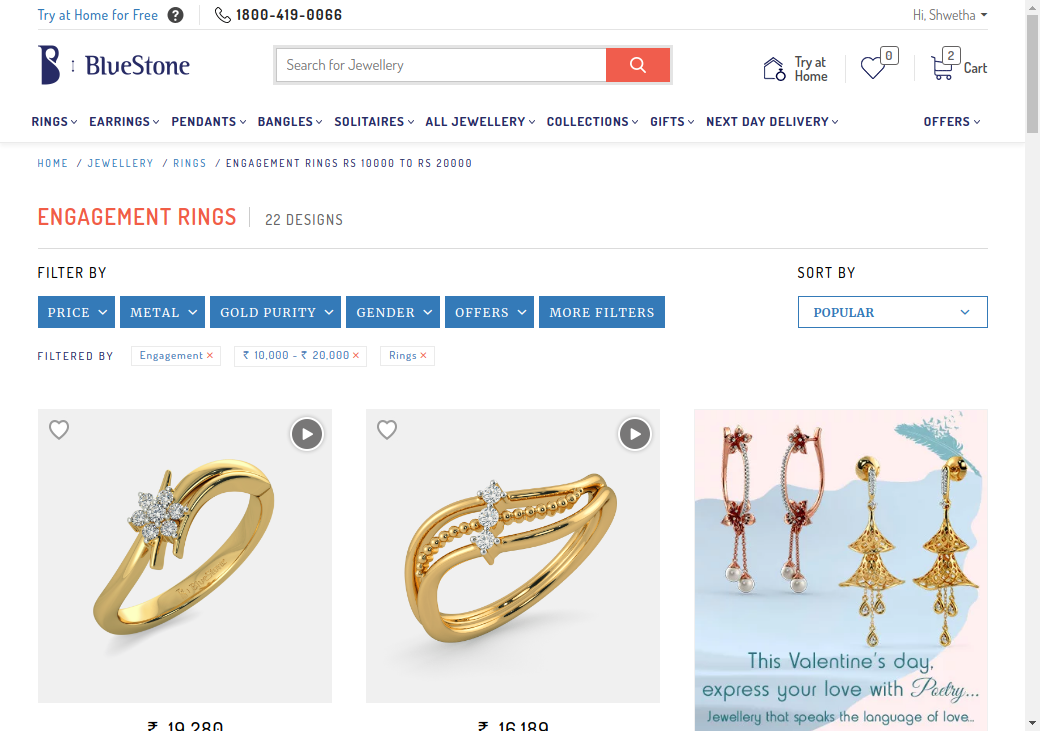 Try at Home for Free ? 1800-419-0066 Hi, Shwetha
BlueStone Search for Jewellery Try at Home 0 2 Cart
RINGS EARRINGS PENDANTS BANGLES SOLITAIRES ALL JEWELLERY COLLECTIONS GIFTS NEXT DAY DELIVERY OFFERS
HOME / JEWELLERY / RINGS / ENGAGEMENT RINGS RS 10000 TO RS 20000
ENGAGEMENT RINGS 22 DESIGNS
FILTER BY SORT BY
PRICE METAL GOLD PURITY GENDER OFFERS MORE FILTERS POPULAR
FILTERED BY Engagement × ₹ 10,000 - ₹ 20,000 × Rings ×
BlueStone
This Valentine's day,
express your love with Poetry...
Jewellery that speaks the language of love...
₹ 19,280 ₹ 16,189